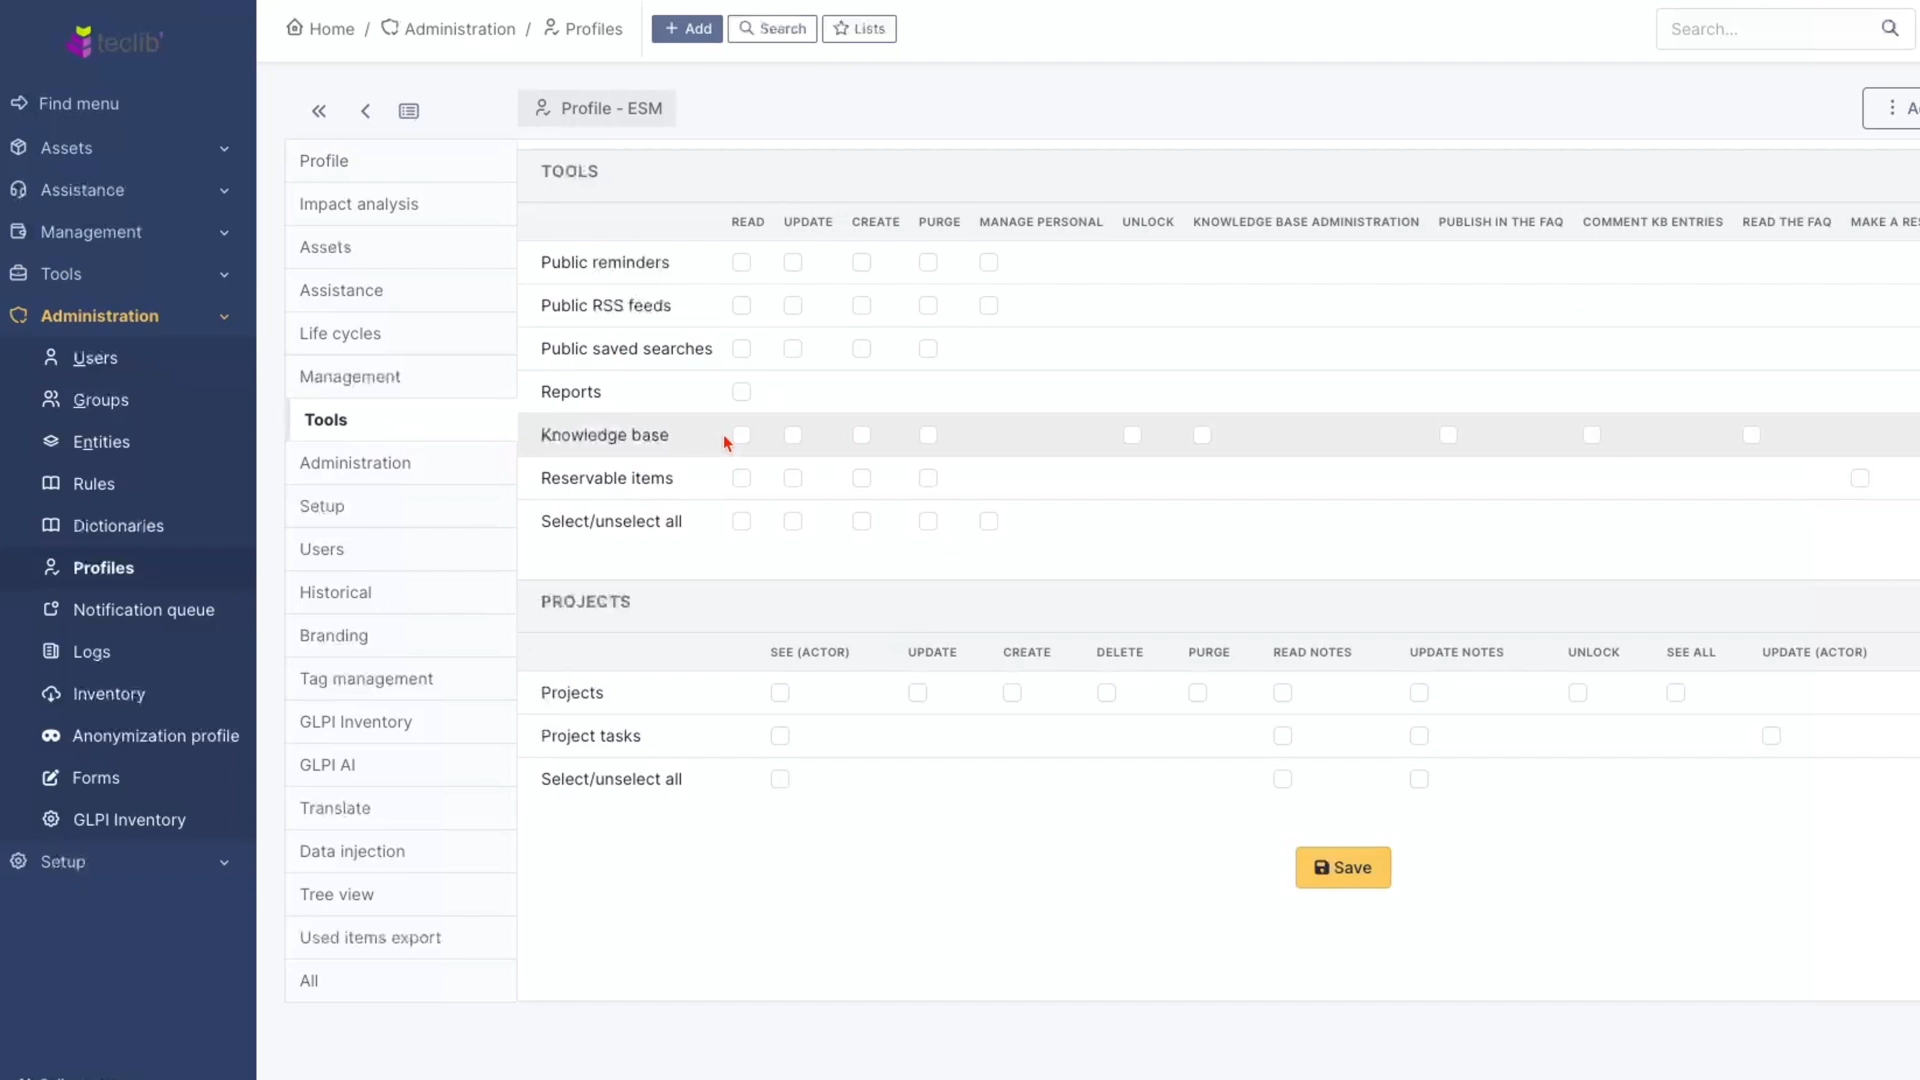 teclib'
Home / Administration / Profiles
Add
Search
Lists
Search...
Find menu
Assets
Assistance
Management
Tools
Administration
Users
Groups
Entities
Rules
Dictionaries
Profiles
Notification queue
Logs
Inventory
Anonymization profile
Forms
GLPI Inventory
Setup
Profile - ESM
Profile
Impact analysis
Assets
Assistance
Life cycles
Management
Tools
Administration
Setup
Users
Historical
Branding
Tag management
GLPI Inventory
GLPI AI
Translate
Data injection
Tree view
Used items export
All
TOOLS
READ UPDATE CREATE PURGE MANAGE PERSONAL UNLOCK KNOWLEDGE BASE ADMINISTRATION PUBLISH IN THE FAQ COMMENT KB ENTRIES READ THE FAQ MAKE A RES
Public reminders
Public RSS feeds
Public saved searches
Reports
Knowledge base
Reservable items
Select/unselect all
PROJECTS
SEE (ACTOR) UPDATE CREATE DELETE PURGE READ NOTES UPDATE NOTES UNLOCK SEE ALL UPDATE (ACTOR)
Projects
Project tasks
Select/unselect all
Save